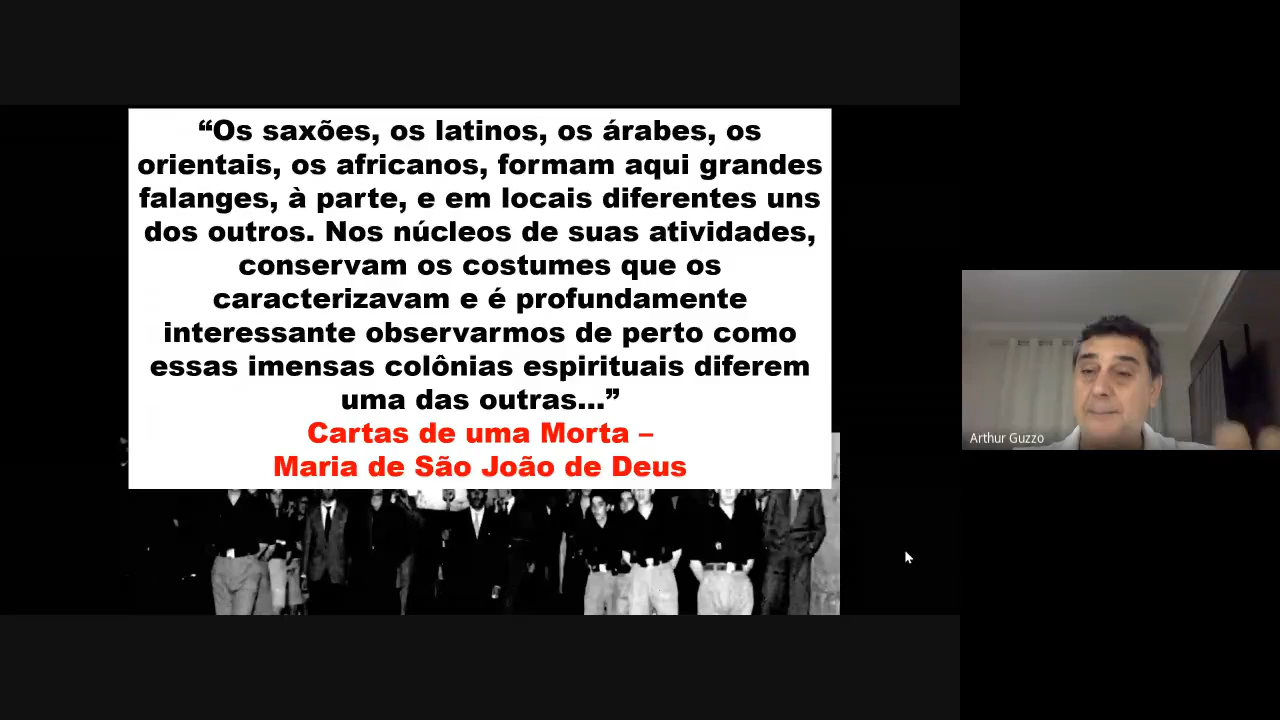 “Os saxões, os latinos, os árabes, os
orientais, os africanos, formam aqui grandes
falanges, à parte, e em locais diferentes uns
dos outros. Nos núcleos de suas atividades,
conservam os costumes que os
caracterizavam e é profundamente
interessante observarmos de perto como
essas imensas colônias espirituais diferem
uma das outras...”
Cartas de uma Morta –
Maria de São João de Deus
Arthur Guzzo